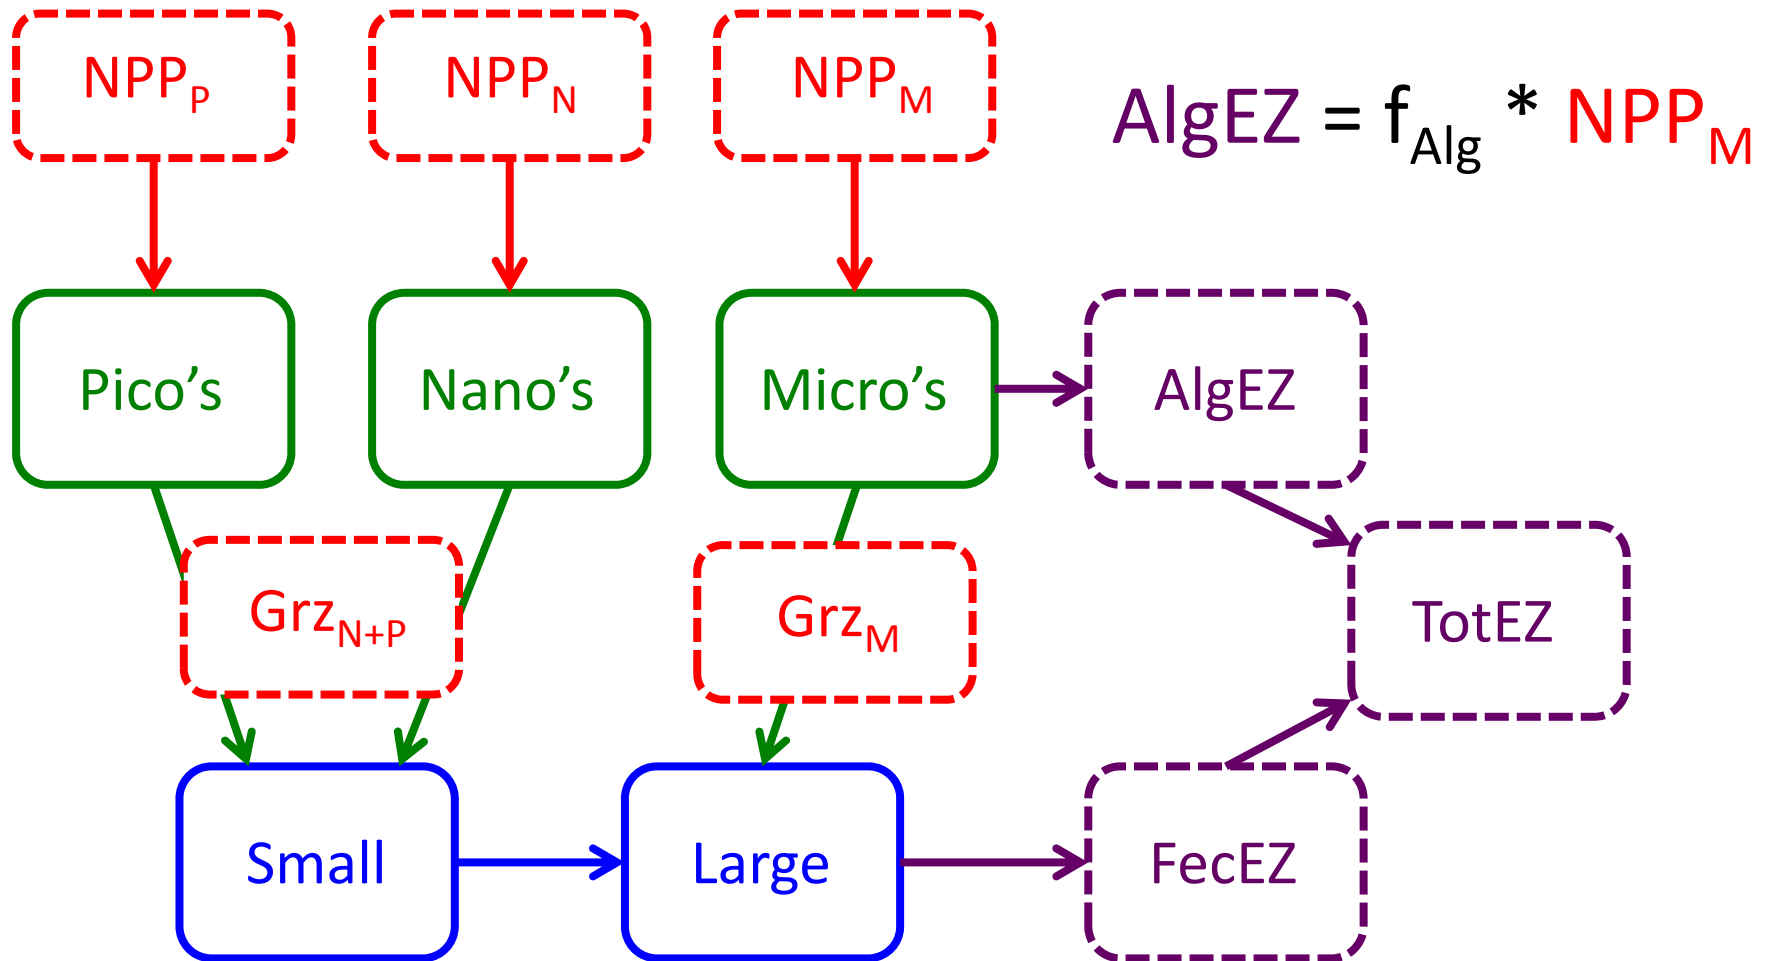 NPP_P
NPP_N
NPP_M
AlgEZ = f_Alg * NPP_M
Pico’s
Nano’s
Micro’s
AlgEZ
Grz_N+P
Grz_M
TotEZ
Small
Large
FecEZ